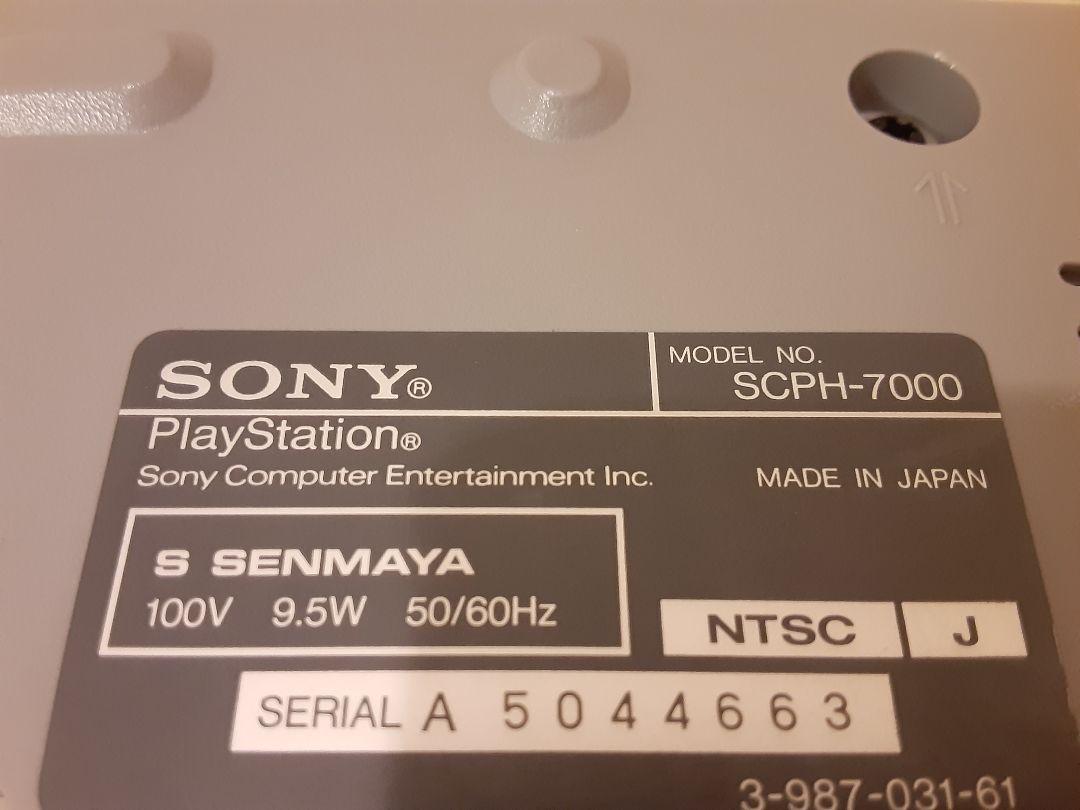 SONY®
MODEL NO.
SCPH-7000
PlayStation®
Sony Computer Entertainment Inc.
MADE IN JAPAN
S SENMAYA
100V 9.5W 50/60Hz
NTSC J
SERIAL A 5044663
3-987-031-61